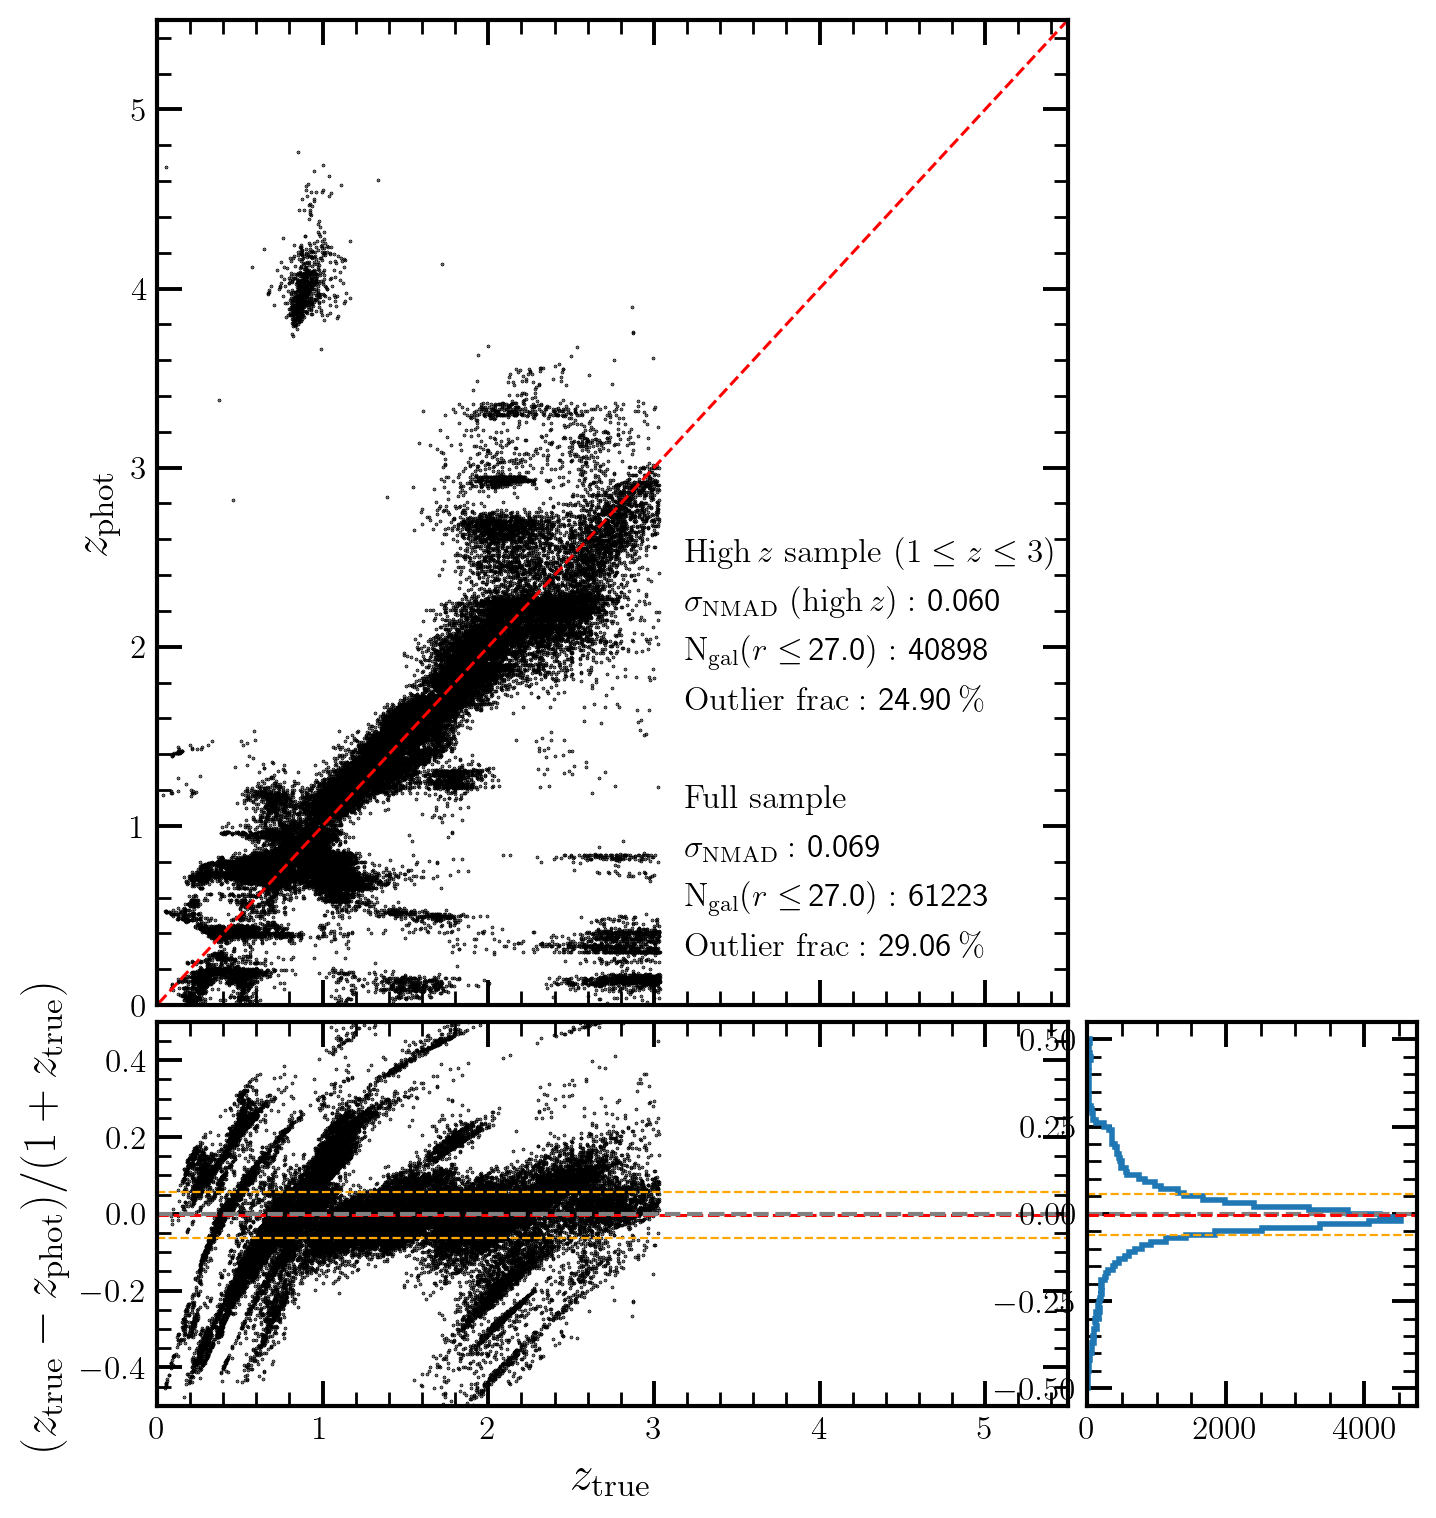 5
4
3
2
1
0
z_phot
High z sample (1 ≤ z ≤ 3)
σ_NMAD (high z) : 0.060
N_gal(r ≤ 27.0) : 40898
Outlier frac : 24.90 %
Full sample
σ_NMAD : 0.069
N_gal(r ≤ 27.0) : 61223
Outlier frac : 29.06 %
0.4
0.2
0.0
−0.2
−0.4
(z_true − z_phot)/(1 + z_true)
0 1 2 3 4 5
z_true
0.50
0.25
0.00
−0.25
−0.50
0 2000 4000